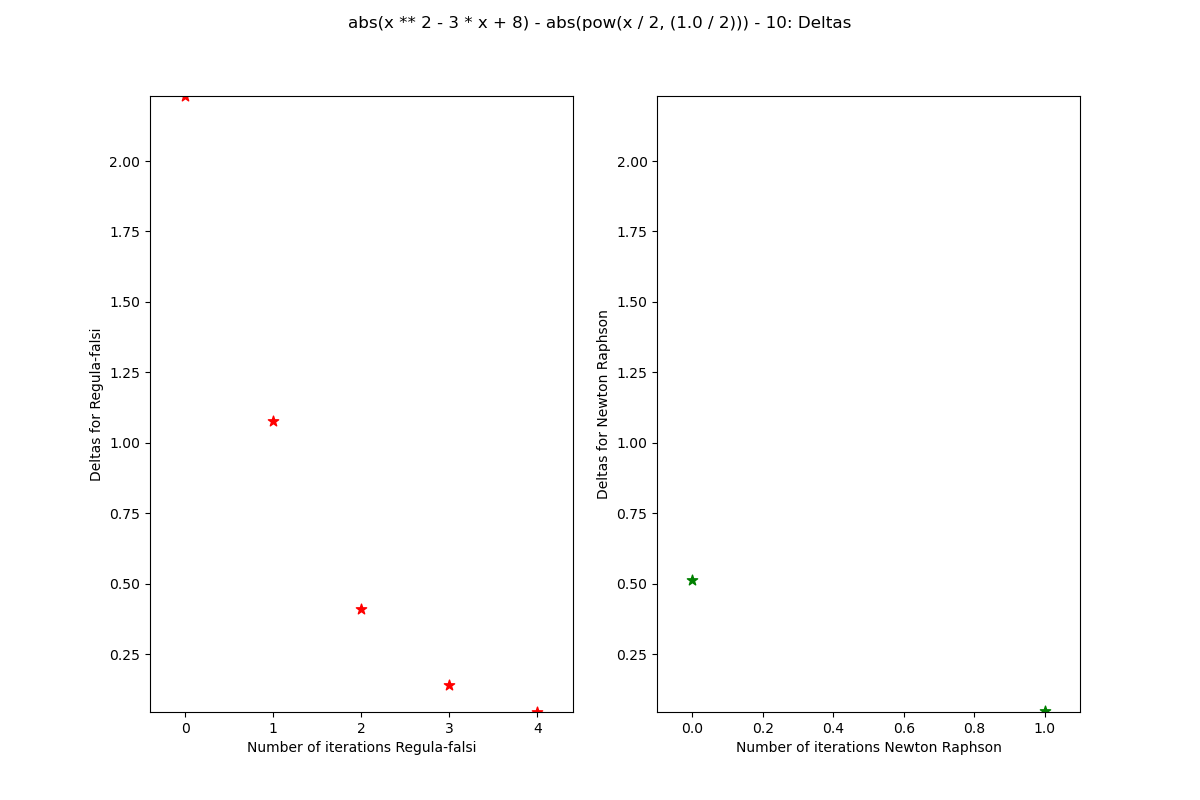 abs(x ** 2 - 3 * x + 8) - abs(pow(x / 2, (1.0 / 2))) - 10: Deltas
2.00
1.75
1.50
1.25
1.00
0.75
0.50
0.25
Deltas for Regula-falsi
0 1 2 3 4
Number of iterations Regula-falsi
2.00
1.75
1.50
1.25
1.00
0.75
0.50
0.25
Deltas for Newton Raphson
0.0 0.2 0.4 0.6 0.8 1.0
Number of iterations Newton Raphson